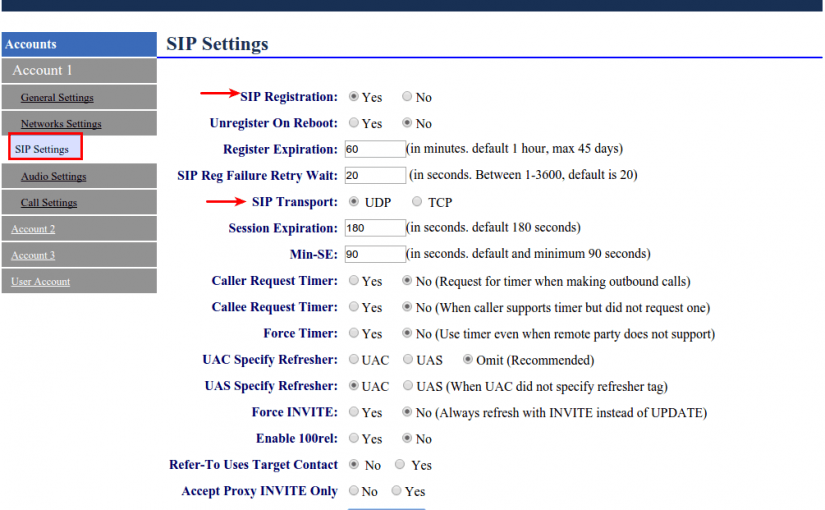 Accounts
SIP Settings
Account 1
General Settings
SIP Registration: Yes No
Networks Settings
Unregister On Reboot: Yes No
SIP Settings
Register Expiration: 60 (in minutes. default 1 hour, max 45 days)
Audio Settings
SIP Reg Failure Retry Wait: 20 (in seconds. Between 1-3600, default is 20)
Call Settings
SIP Transport: UDP TCP
Account 2
Session Expiration: 180 (in seconds. default 180 seconds)
Account 3
Min-SE: 90 (in seconds. default and minimum 90 seconds)
User Account
Caller Request Timer: Yes No (Request for timer when making outbound calls)
Callee Request Timer: Yes No (When caller supports timer but did not request one)
Force Timer: Yes No (Use timer even when remote party does not support)
UAC Specify Refresher: UAC UAS Omit (Recommended)
UAS Specify Refresher: UAC UAS (When UAC did not specify refresher tag)
Force INVITE: Yes No (Always refresh with INVITE instead of UPDATE)
Enable 100rel: Yes No
Refer-To Uses Target Contact No Yes
Accept Proxy INVITE Only No Yes